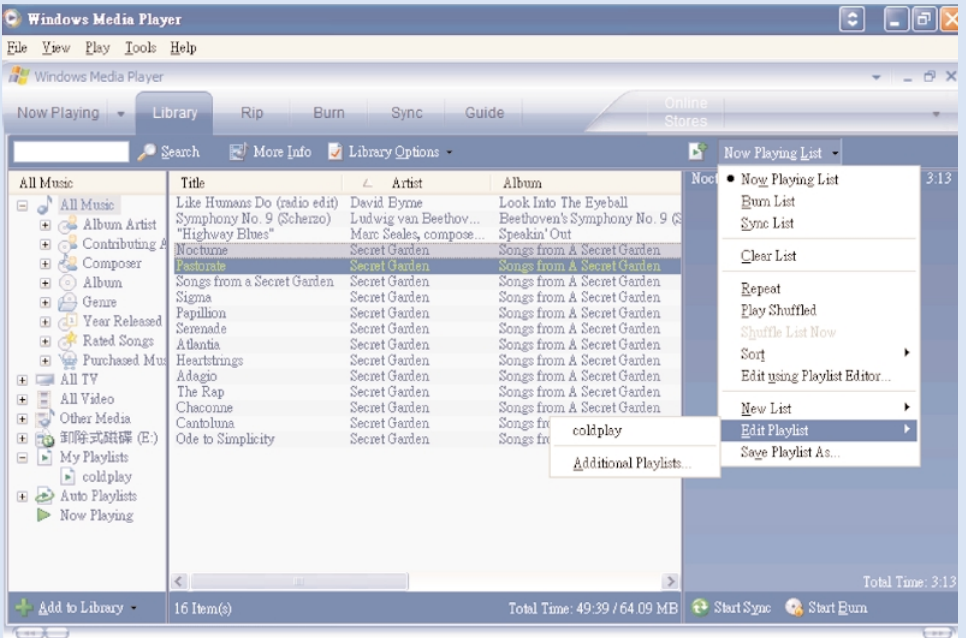 Windows Media Player
File View Play Tools Help
Windows Media Player
Now Playing Library Rip Burn Sync Guide Online Stores
Search More Info Library Options Now Playing List
All Music
All Music
Album Artist
Contributing A
Composer
Album
Genre
Year Released
Rated Songs
Purchased Mu
All TV
All Video
Other Media
卸除式磁碟 (E:)
My Playlists
coldplay
Auto Playlists
Now Playing
Add to Library
Title Artist Album
Like Humans Do (radio edit) David Byrne Look Into The Eyeball
Symphony No. 9 (Scherzo) Ludwig van Beethov... Beethoven's Symphony No. 9 (S
"Highway Blues" Marc Seales, compose... Speakin' Out
Nocturne Secret Garden Songs from A Secret Garden
Pastorate Secret Garden Songs from A Secret Garden
Songs from a Secret Garden Secret Garden Songs from A Secret Garden
Sigma Secret Garden Songs from A Secret Garden
Papillion Secret Garden Songs from A Secret Garden
Serenade Secret Garden Songs from A Secret Garden
Atlantia Secret Garden Songs from A Secret Garden
Heartstrings Secret Garden Songs from A Secret Garden
Adagio Secret Garden Songs from A Secret Garden
The Rap Secret Garden Songs from A Secret Garden
Chaconne Secret Garden Songs from A Secret Garden
Cantoluna Secret Garden Songs fr
Ode to Simplicity Secret Garden Songs fr
16 Item(s) Total Time: 49:39 / 64.09 MB
Noct 3:13
Now Playing List
Burn List
Sync List
Clear List
Repeat
Play Shuffled
Shuffle List Now
Sort
Edit using Playlist Editor...
New List
Edit Playlist
Save Playlist As...
coldplay
Additional Playlists...
Total Time: 3:13
Start Sync Start Burn